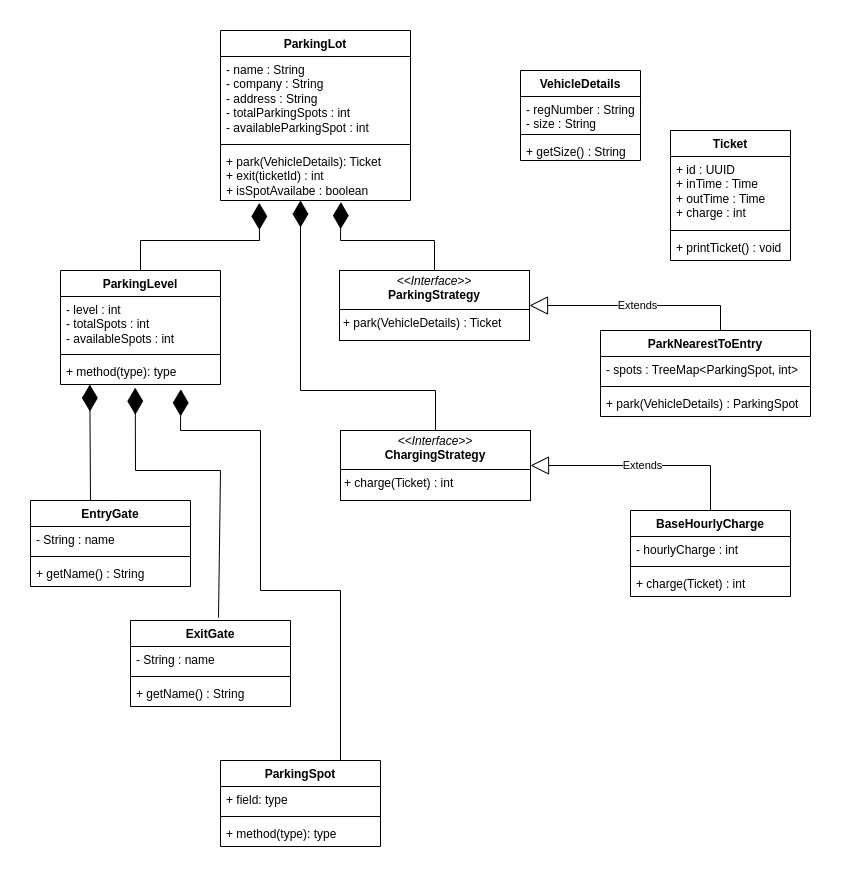 ParkingLot
- name : String
- company : String
- address : String
- totalParkingSpots : int
- availableParkingSpot : int
+ park(VehicleDetails): Ticket
+ exit(ticketId) : int
+ isSpotAvailabe : boolean
VehicleDetails
- regNumber : String
- size : String
+ getSize() : String
Ticket
+ id : UUID
+ inTime : Time
+ outTime : Time
+ charge : int
+ printTicket() : void
ParkingLevel
- level : int
- totalSpots : int
- availableSpots : int
+ method(type): type
<<Interface>>
ParkingStrategy
+ park(VehicleDetails) : Ticket
Extends
ParkNearestToEntry
- spots : TreeMap<ParkingSpot, int>
+ park(VehicleDetails) : ParkingSpot
<<Interface>>
ChargingStrategy
+ charge(Ticket) : int
Extends
BaseHourlyCharge
- hourlyCharge : int
+ charge(Ticket) : int
EntryGate
- String : name
+ getName() : String
ExitGate
- String : name
+ getName() : String
ParkingSpot
+ field: type
+ method(type): type